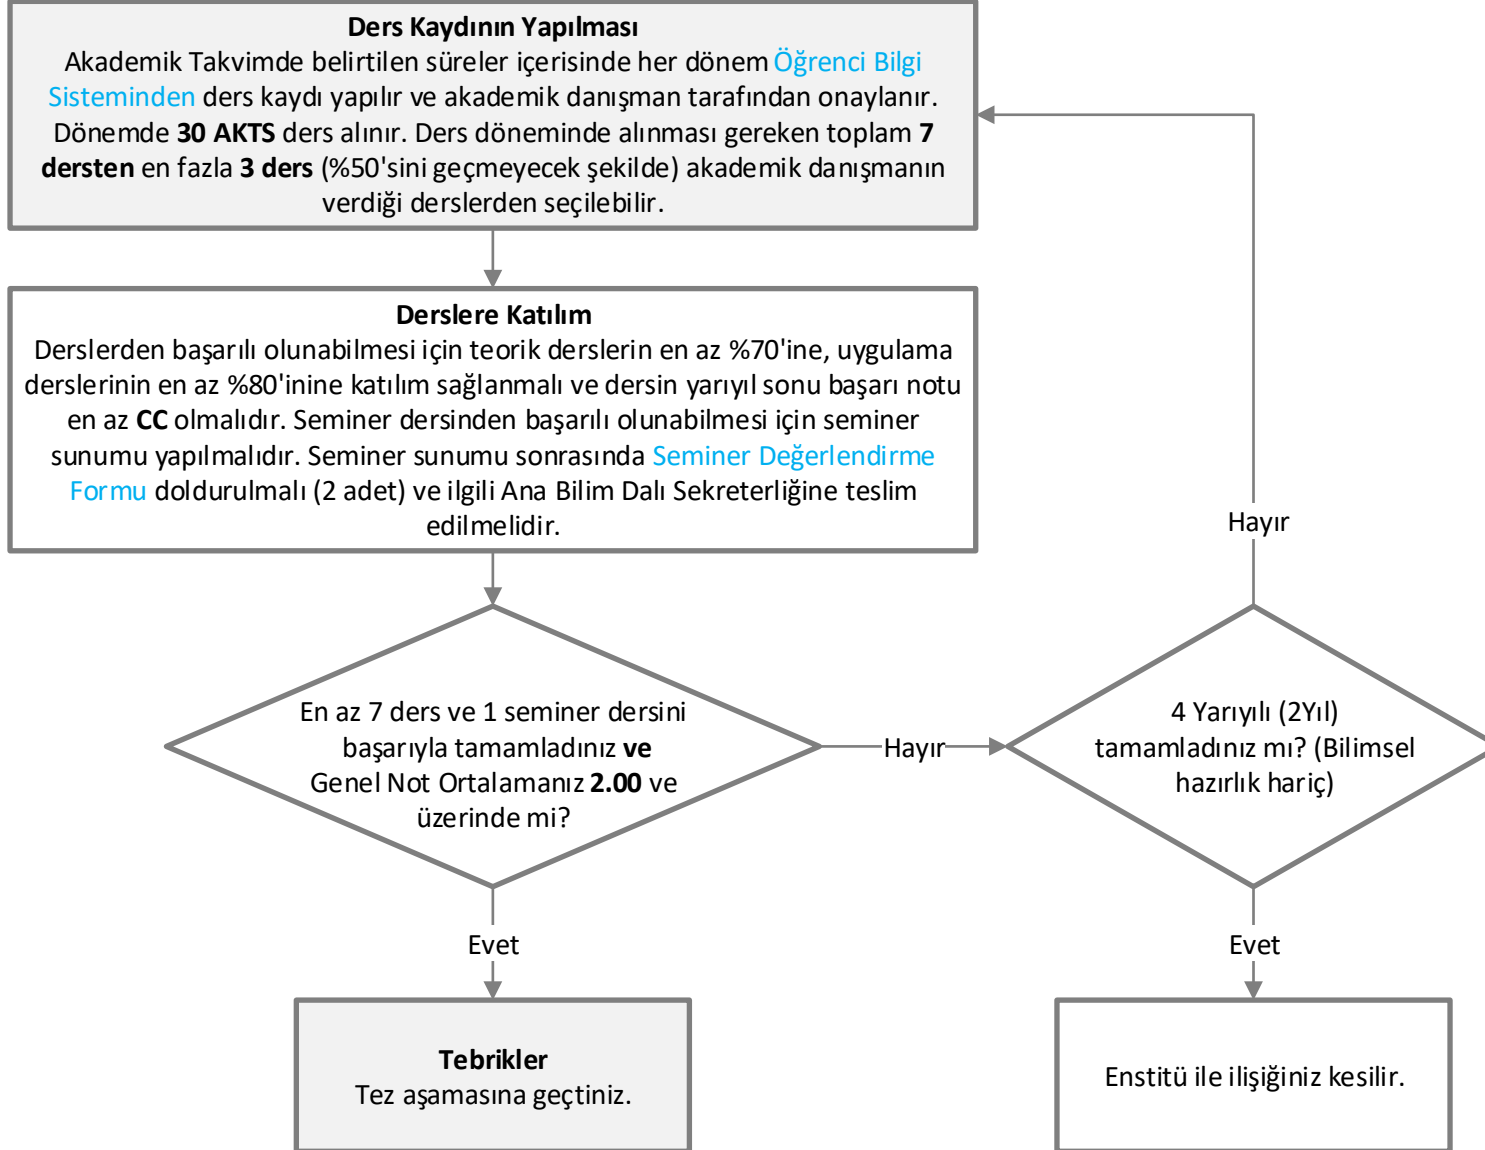 Ders Kaydının Yapılması
Akademik Takvimde belirtilen süreler içerisinde her dönem Öğrenci Bilgi
Sisteminden ders kaydı yapılır ve akademik danışman tarafından onaylanır.
Dönemde 30 AKTS ders alınır. Ders döneminde alınması gereken toplam 7
dersten en fazla 3 ders (%50'sini geçmeyecek şekilde) akademik danışmanın
verdiği derslerden seçilebilir.
Derslere Katılım
Derslerden başarılı olunabilmesi için teorik derslerin en az %70'ine, uygulama
derslerinin en az %80'inine katılım sağlanmalı ve dersin yarıyıl sonu başarı notu
en az CC olmalıdır. Seminer dersinden başarılı olunabilmesi için seminer
sunumu yapılmalıdır. Seminer sunumu sonrasında Seminer Değerlendirme
Formu doldurulmalı (2 adet) ve ilgili Ana Bilim Dalı Sekreterliğine teslim
edilmelidir.
Hayır
En az 7 ders ve 1 seminer dersini
başarıyla tamamladınız ve
Genel Not Ortalamanız 2.00 ve
üzerinde mi?
Hayır
4 Yarıyılı (2Yıl)
tamamladınız mı? (Bilimsel
hazırlık hariç)
Evet
Evet
Tebrikler
Tez aşamasına geçtiniz.
Enstitü ile ilişiğiniz kesilir.